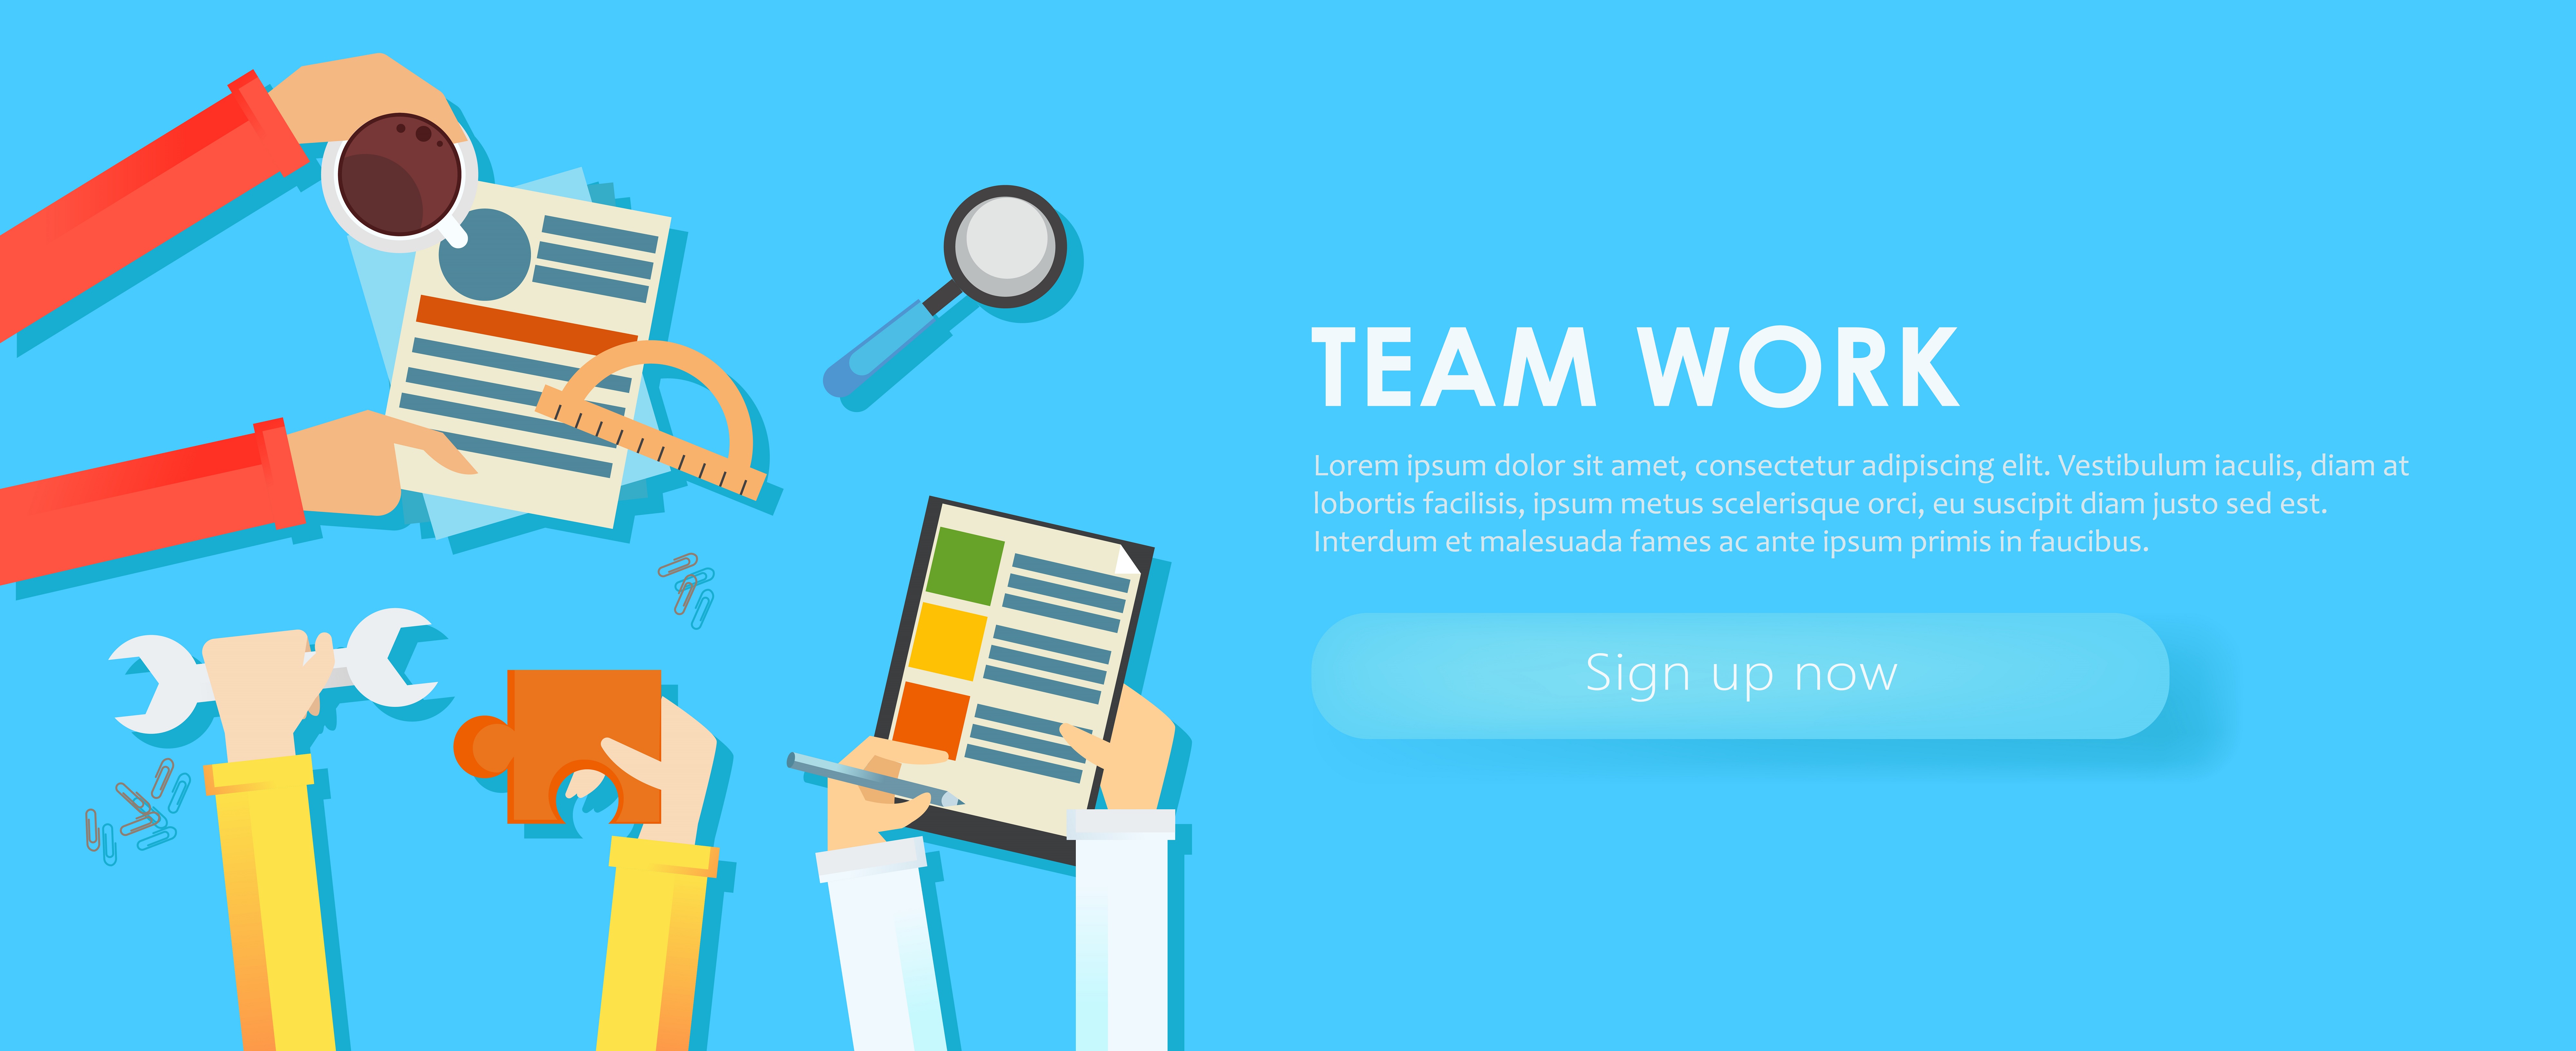 TEAM WORK
Lorem ipsum dolor sit amet, consectetur adipiscing elit. Vestibulum iaculis, diam at
lobortis facilisis, ipsum metus scelerisque orci, eu suscipit diam justo sed est.
Interdum et malesuada fames ac ante ipsum primis in faucibus.
Sign up now